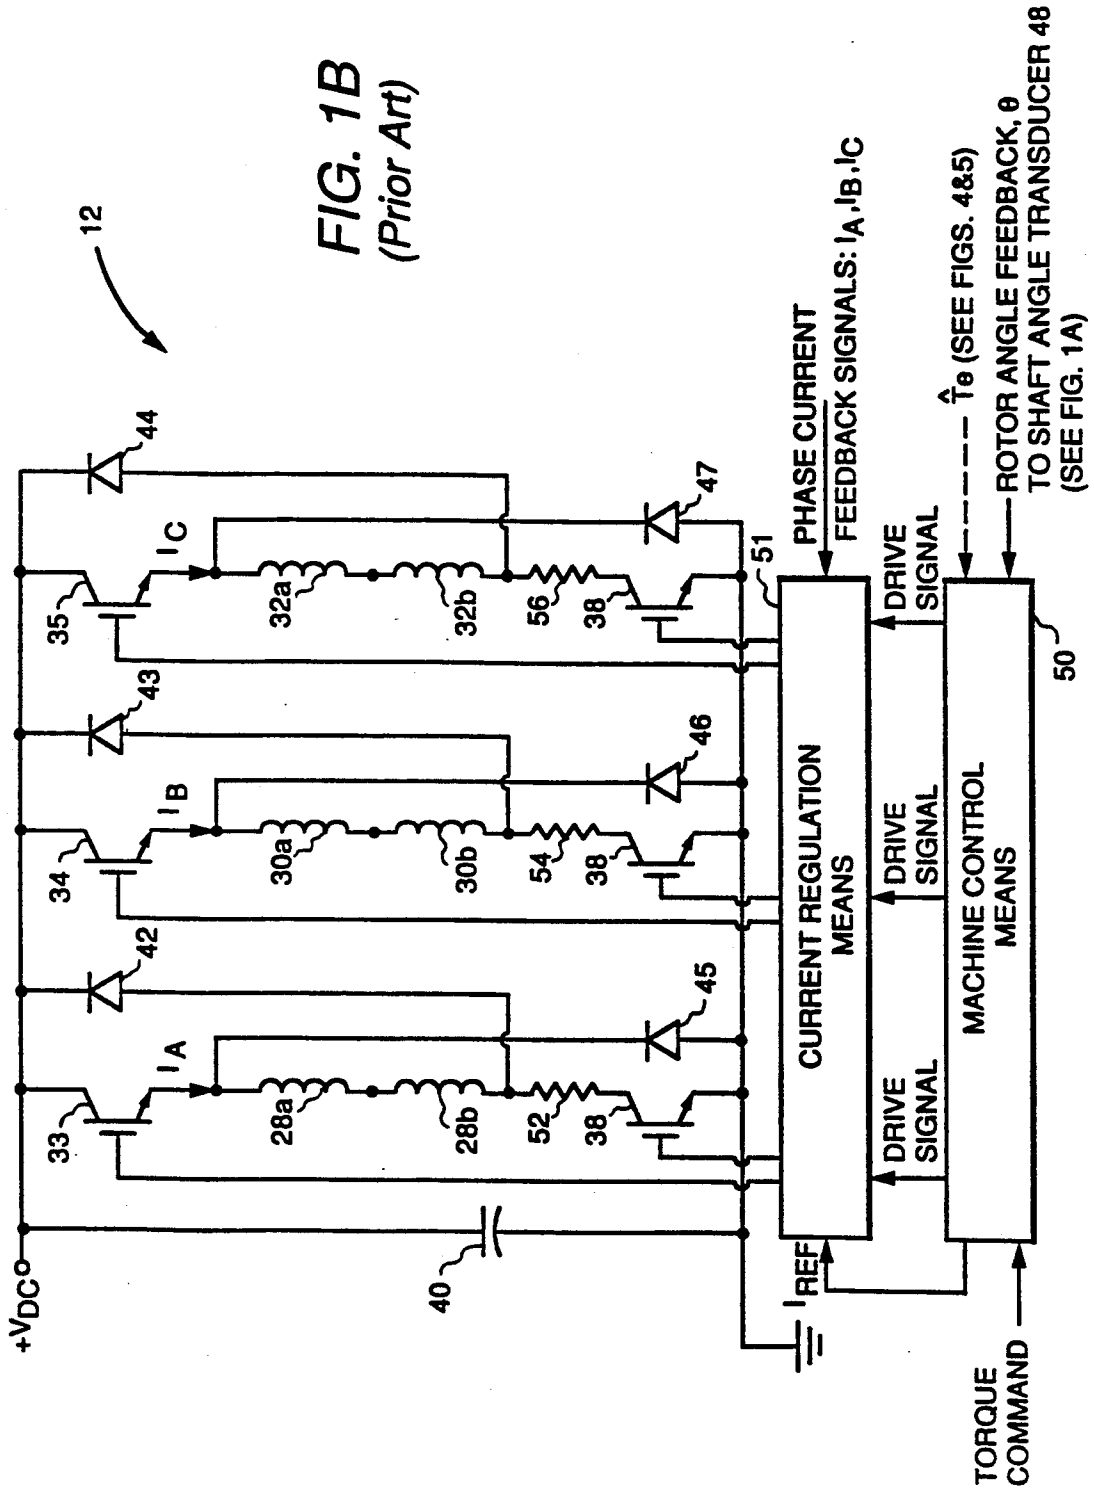 FIG. 1B
(Prior Art)
12
+VDC
33
34
35
42
43
44
IA
IB
IC
28a
30a
32a
28b
30b
32b
40
52
54
56
38
38
38
45
46
47
IREF
51
CURRENT REGULATION
MEANS
PHASE CURRENT
FEEDBACK SIGNALS: IA,IB,IC
DRIVE
SIGNAL
DRIVE
SIGNAL
DRIVE
SIGNAL
TORQUE
COMMAND
MACHINE CONTROL
MEANS
50
T̂e (SEE FIGS. 4&5)
ROTOR ANGLE FEEDBACK, θ
TO SHAFT ANGLE TRANSDUCER 48
(SEE FIG. 1A)